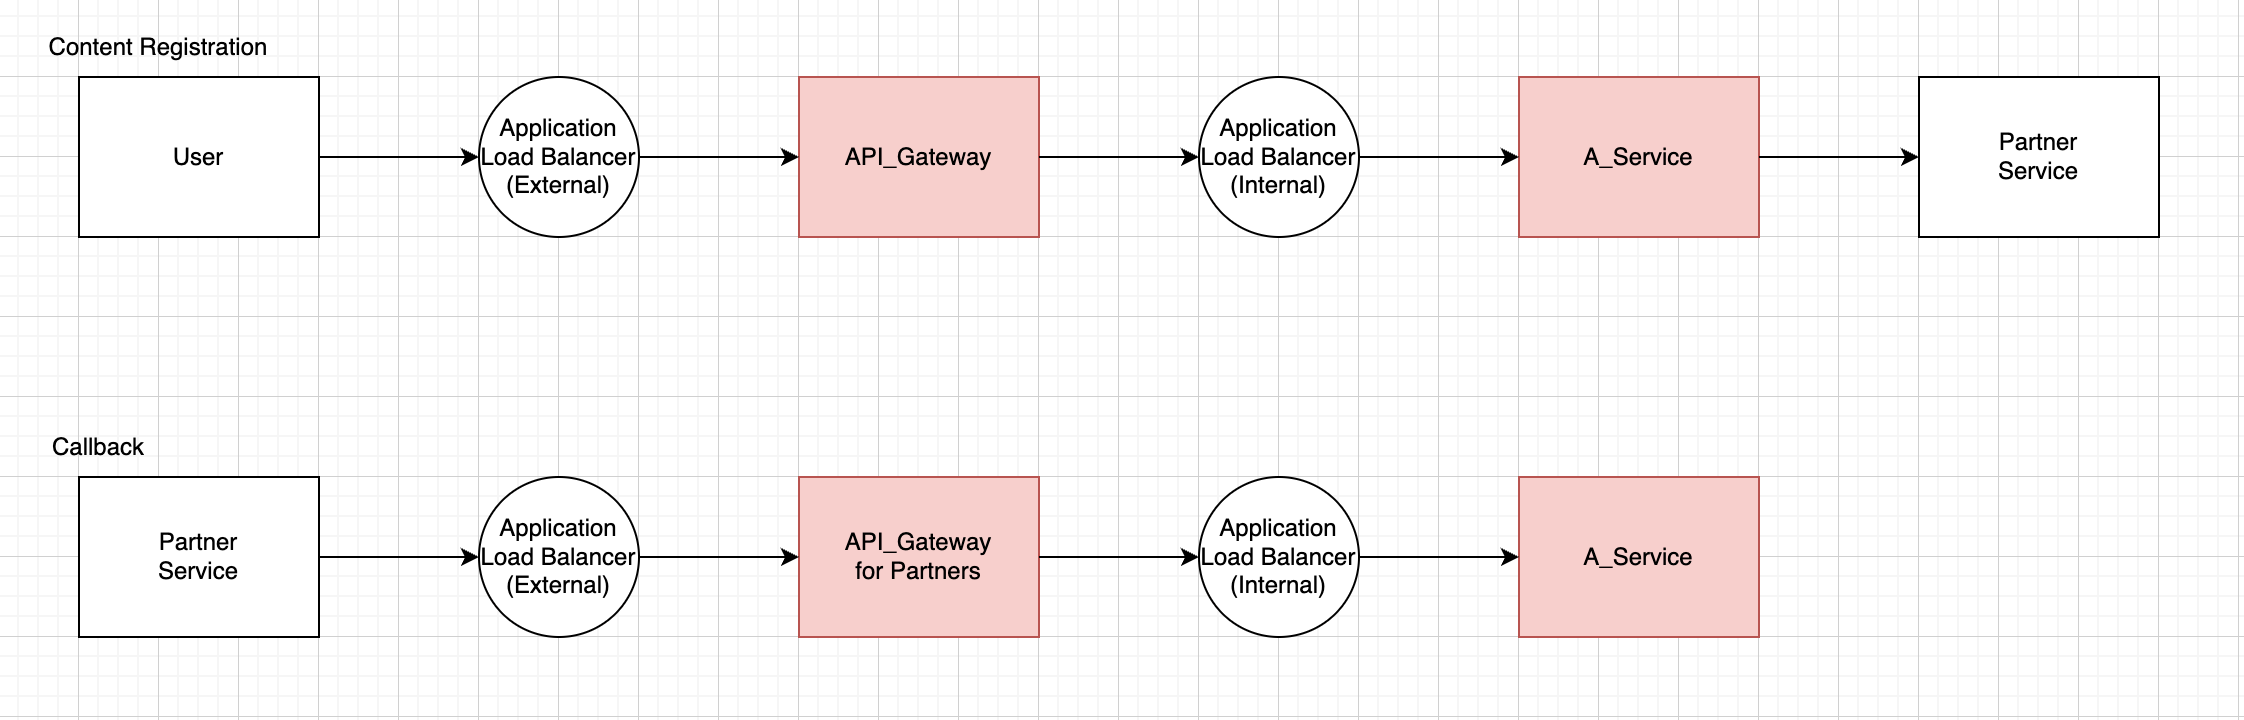 Content Registration
User
Application
Load Balancer
(External)
API_Gateway
Application
Load Balancer
(Internal)
A_Service
Partner
Service
Callback
Partner
Service
Application
Load Balancer
(External)
API_Gateway
for Partners
Application
Load Balancer
(Internal)
A_Service